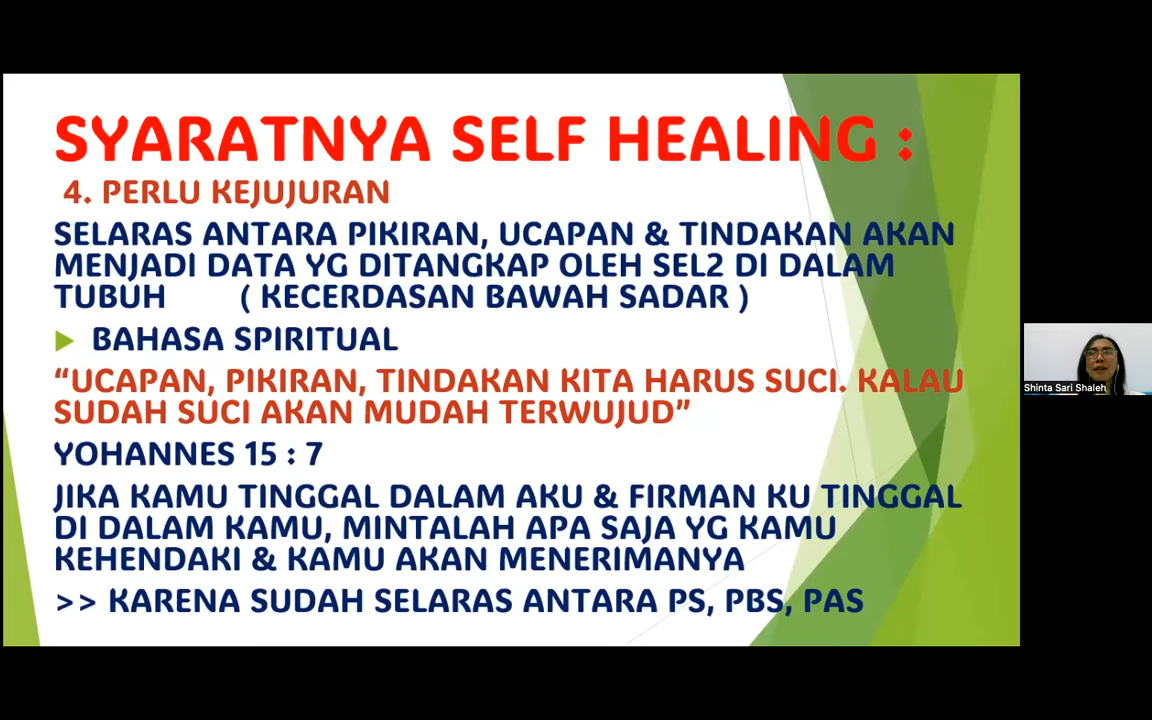 SYARATNYA SELF HEALING :
4. PERLU KEJUJURAN
SELARAS ANTARA PIKIRAN, UCAPAN & TINDAKAN AKAN
MENJADI DATA YG DITANGKAP OLEH SEL2 DI DALAM
TUBUH ( KECERDASAN BAWAH SADAR )
BAHASA SPIRITUAL
“UCAPAN, PIKIRAN, TINDAKAN KITA HARUS SUCI. KALAU
SUDAH SUCI AKAN MUDAH TERWUJUD”
YOHANNES 15 : 7
JIKA KAMU TINGGAL DALAM AKU & FIRMAN KU TINGGAL
DI DALAM KAMU, MINTALAH APA SAJA YG KAMU
KEHENDAKI & KAMU AKAN MENERIMANYA
>> KARENA SUDAH SELARAS ANTARA PS, PBS, PAS
Shinta Sari Shaleh